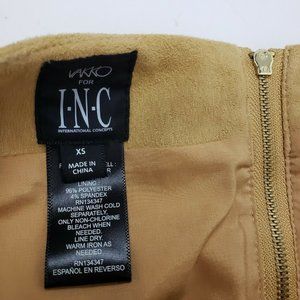 VAKKO
FOR
I·N·C
INTERNATIONAL CONCEPTS
XS
MADE IN
CHINA
LINING
96% POLYESTER
4% SPANDEX
RN134347
MACHINE WASH COLD
SEPARATELY,
ONLY NON-CHLORINE
BLEACH WHEN
NEEDED.
LINE DRY
WARM IRON AS
NEEDED
RN134347
ESPAÑOL EN REVERSO